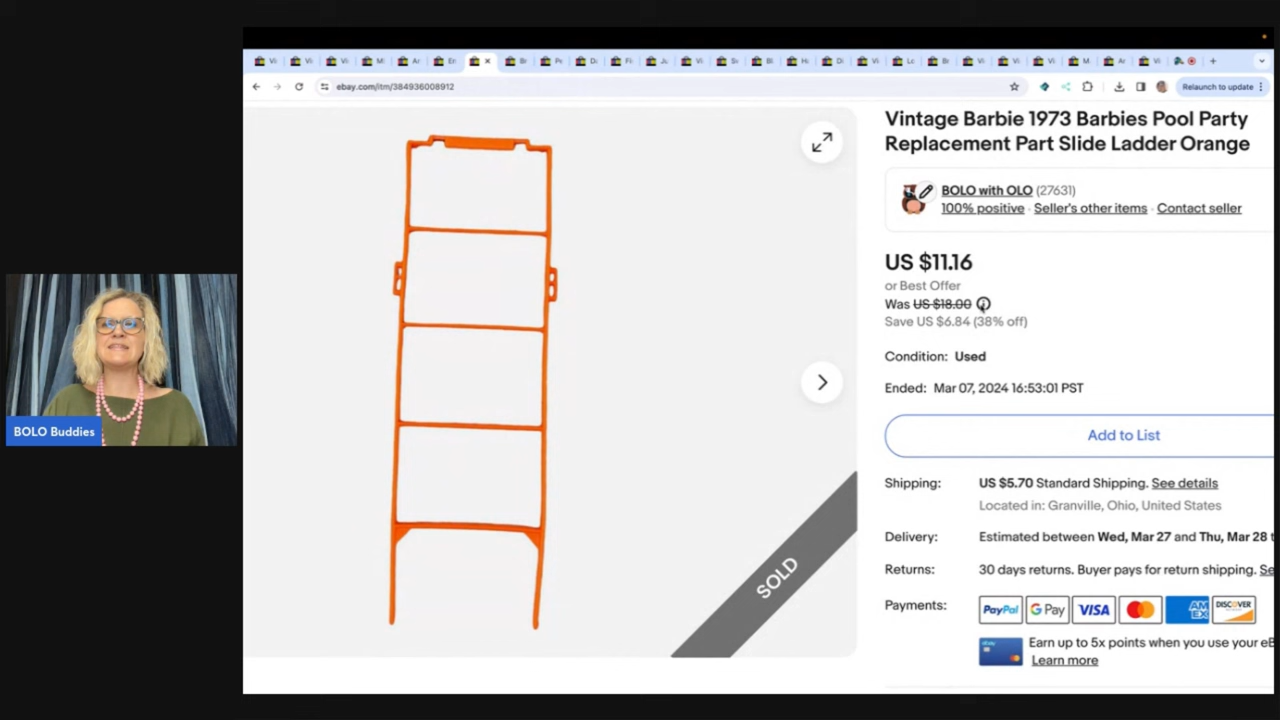 ebay.com/itm/384936008912
Relaunch to update
Vintage Barbie 1973 Barbies Pool Party
Replacement Part Slide Ladder Orange
BOLO with OLO (27631)
100% positive · Seller's other items · Contact seller
US $11.16
or Best Offer
Was US $18.00
Save US $6.84 (38% off)
Condition: Used
Ended: Mar 07, 2024 16:53:01 PST
Add to List
Shipping: US $5.70 Standard Shipping. See details
Located in: Granville, Ohio, United States
Delivery: Estimated between Wed, Mar 27 and Thu, Mar 28 t
Returns: 30 days returns. Buyer pays for return shipping. Se
Payments: PayPal G Pay VISA AM EX DISCOVER
Earn up to 5x points when you use your eB
Learn more
SOLD
BOLO Buddies